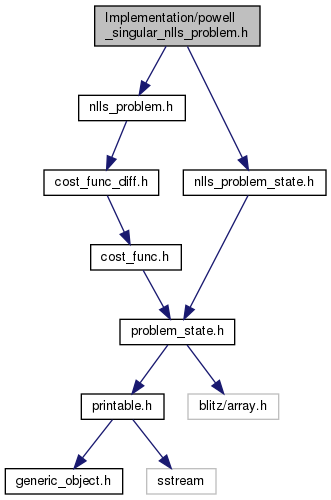 Implementation/powell
_singular_nlls_problem.h
nlls_problem.h
cost_func_diff.h
nlls_problem_state.h
cost_func.h
problem_state.h
printable.h
blitz/array.h
generic_object.h
sstream